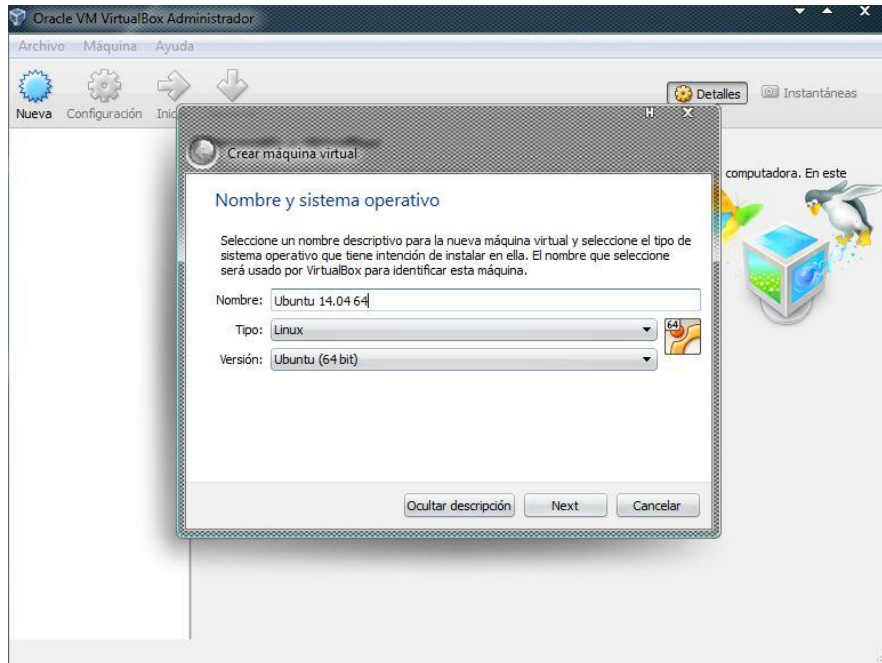 Oracle VM VirtualBox Administrador
Archivo Máquina Ayuda
Nueva Configuración
Detalles Instantáneas
Crear máquina virtual
computadora. En este
Nombre y sistema operativo
Seleccione un nombre descriptivo para la nueva máquina virtual y seleccione el tipo de
sistema operativo que tiene intención de instalar en ella. El nombre que seleccione
será usado por VirtualBox para identificar esta máquina.
Nombre: Ubuntu 14.04 64
Tipo: Linux
64
Versión: Ubuntu (64 bit)
Ocultar descripción Next Cancelar